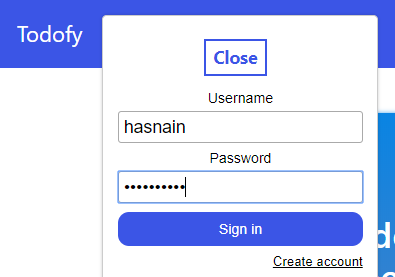 Todofy
Close
Username
hasnain
Password
••••••••••
Sign in
Create account